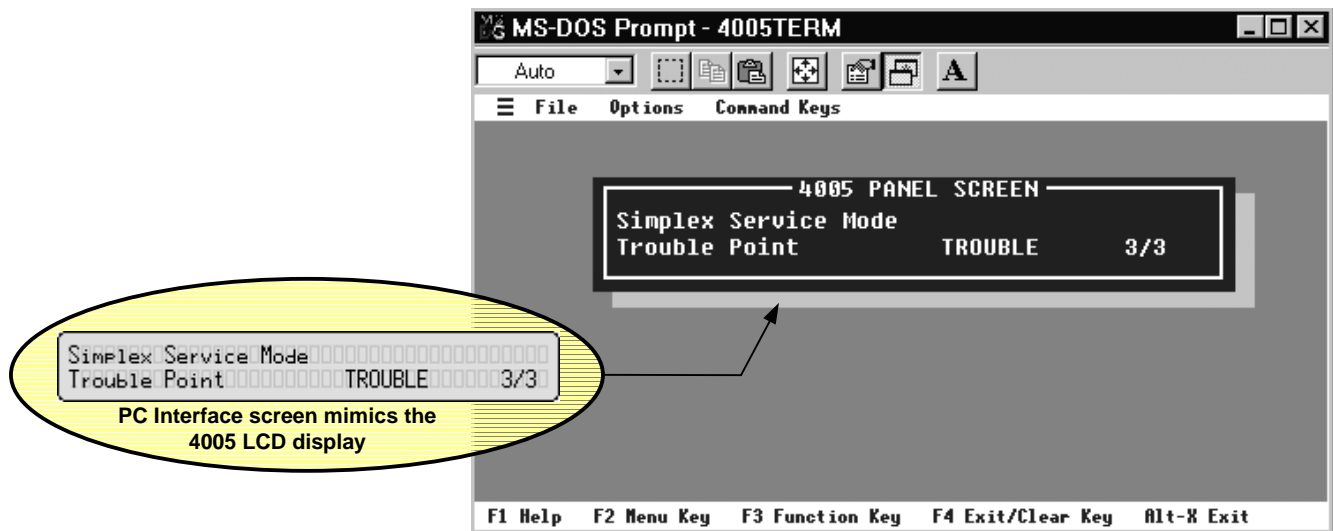 MS-DOS Prompt - 4005TERM
Auto A
File Options Command Keys
4005 PANEL SCREEN
Simplex Service Mode
Trouble Point TROUBLE 3/3
Simplex Service Mode
Trouble Point TROUBLE 3/3
PC Interface screen mimics the
4005 LCD display
F1 Help F2 Menu Key F3 Function Key F4 Exit/Clear Key Alt-X Exit